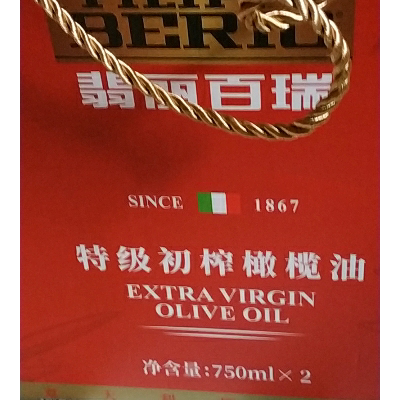 BERIO
翡丽百瑞
SINCE 1867
特级初榨橄榄油
EXTRA VIRGIN
OLIVE OIL
净含量:750ml×2